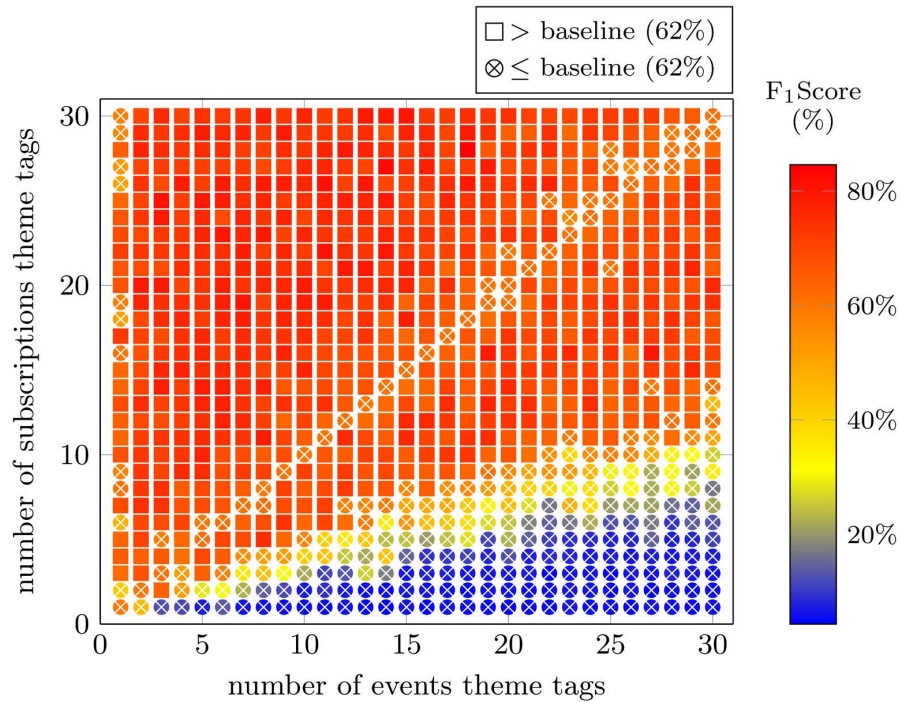 > baseline (62%)
≤ baseline (62%)
F1Score
(%)
80%
60%
40%
20%
30
20
10
0
number of subscriptions theme tags
0 5 10 15 20 25 30
number of events theme tags